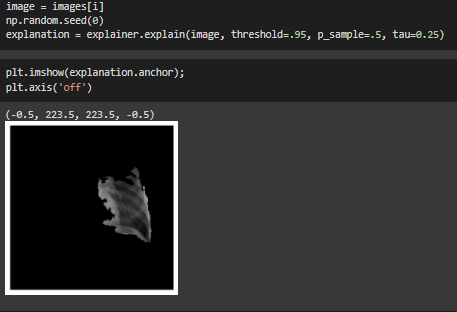 image = images[i]
np.random.seed(0)
explanation = explainer.explain(image, threshold=.95, p_sample=.5, tau=0.25)
plt.imshow(explanation.anchor);
plt.axis('off')
(-0.5, 223.5, 223.5, -0.5)